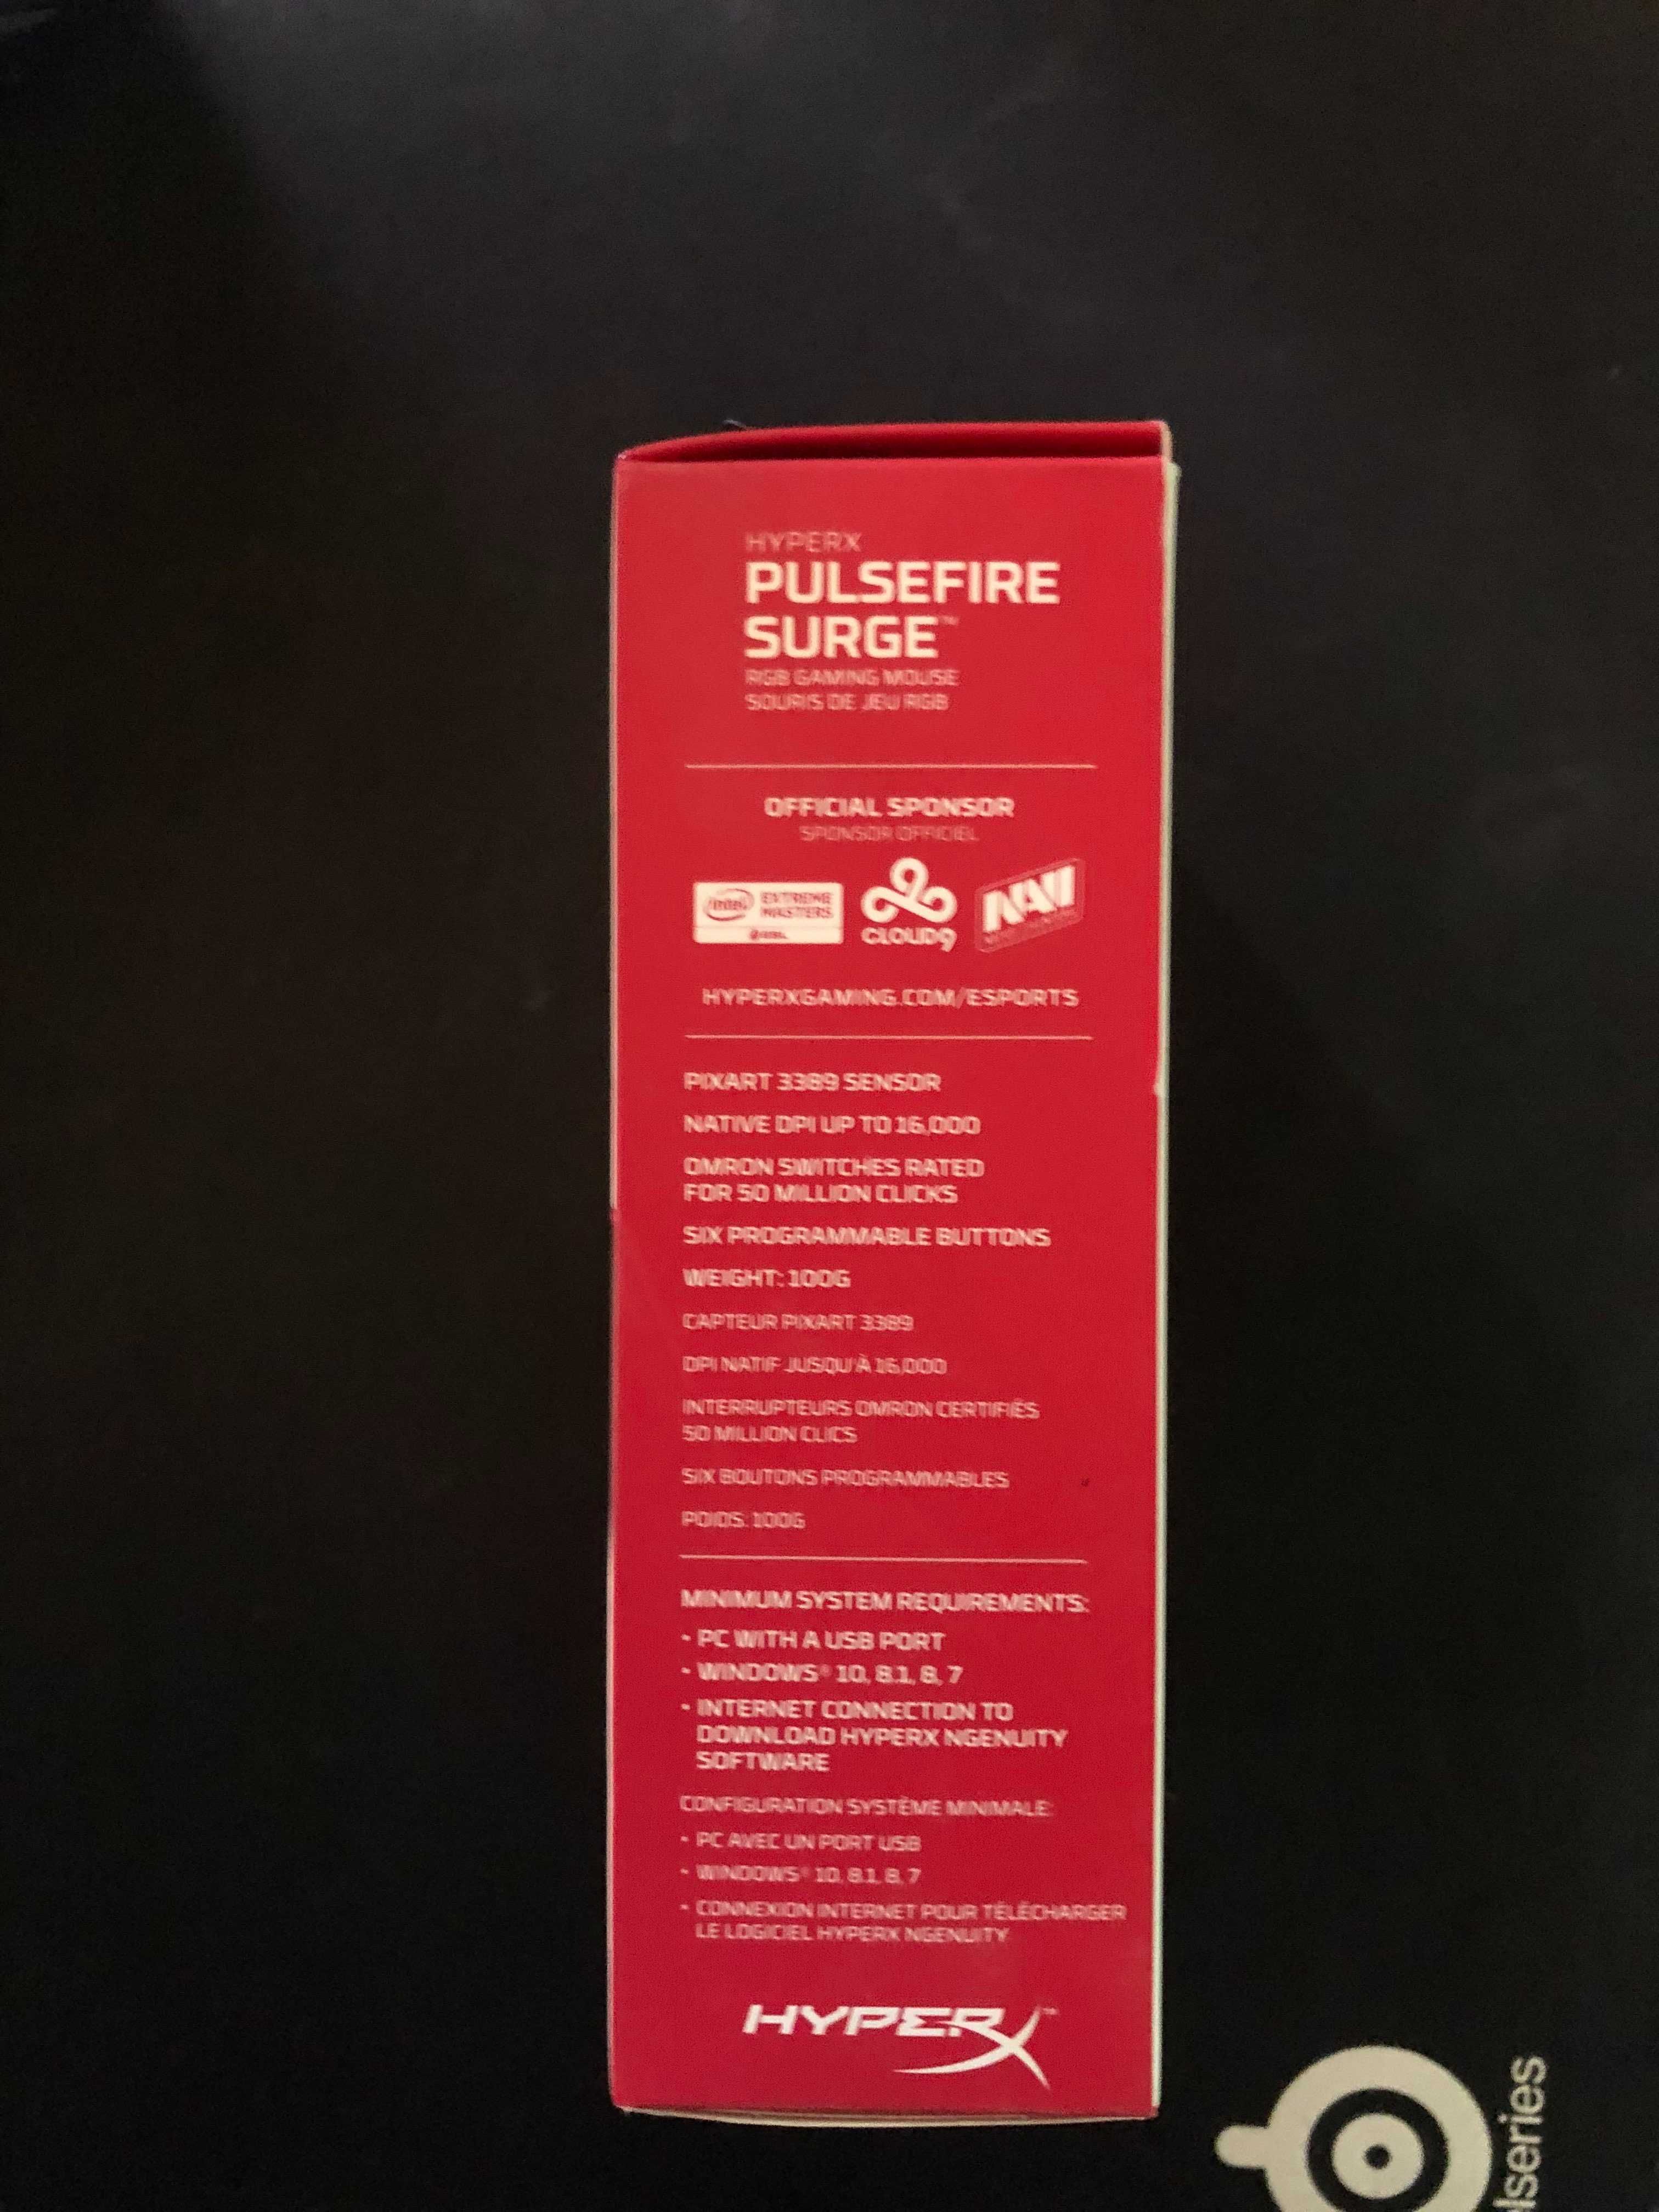 HYPERX
PULSEFIRE
SURGE™
RGB GAMING MOUSE
SOURIS DE JEU RGB
OFFICIAL SPONSOR
SPONSOR OFFICIEL
intel EXTREME
MASTERS
ESL
CLOUD9
NAVI
HYPERXGAMING.COM/ESPORTS
PIXART 3389 SENSOR
NATIVE DPI UP TO 16,000
OMRON SWITCHES RATED
FOR 50 MILLION CLICKS
SIX PROGRAMMABLE BUTTONS
WEIGHT: 100G
CAPTEUR PIXART 3389
DPI NATIF JUSQU'À 16,000
INTERRUPTEURS OMRON CERTIFIÉS
50 MILLION CLICS
SIX BOUTONS PROGRAMMABLES
POIDS: 100G
MINIMUM SYSTEM REQUIREMENTS:
• PC WITH A USB PORT
• WINDOWS® 10, 8.1, 8, 7
• INTERNET CONNECTION TO
DOWNLOAD HYPERX NGENUITY
SOFTWARE
CONFIGURATION SYSTÈME MINIMALE:
• PC AVEC UN PORT USB
• WINDOWS® 10, 8.1, 8, 7
• CONNEXION INTERNET POUR TÉLÉCHARGER
LE LOGICIEL HYPERX NGENUITY
HYPERX™
lseries